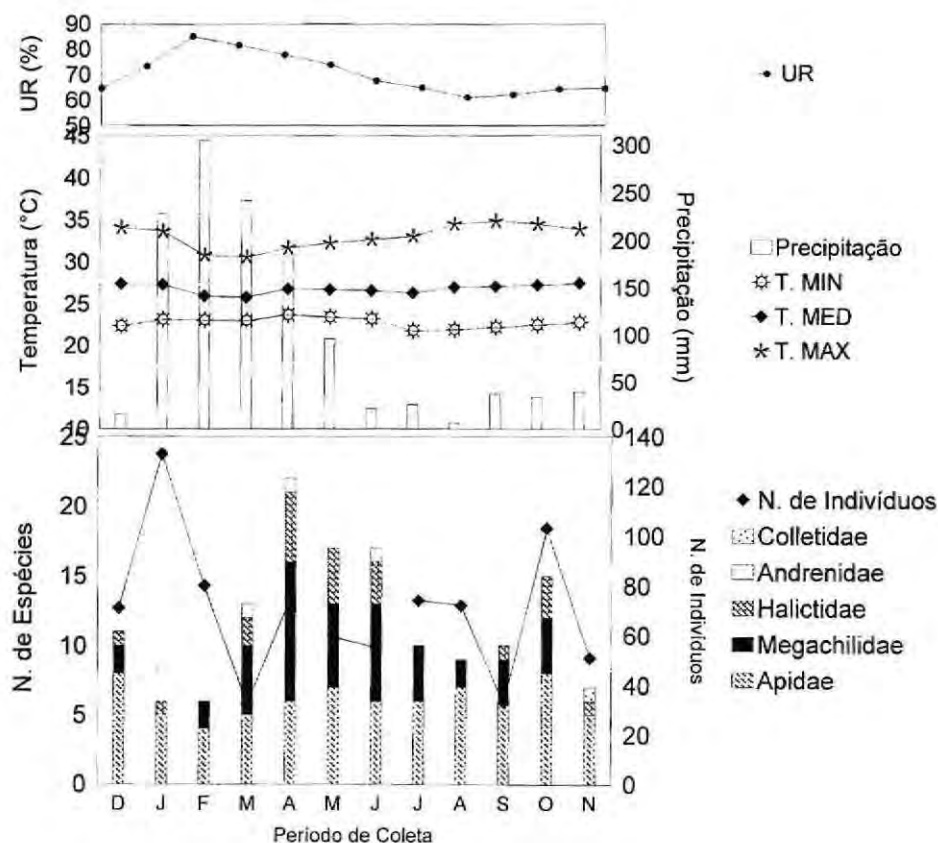 UR (%)
90
80
70
60
50
UR
Temperatura (°C)
45
40
35
30
25
20
15
10
Precipitação (mm)
300
250
200
150
100
50
0
Precipitação
T. MIN
T. MED
T. MAX
N. de Espécies
25
20
15
10
5
0
N. de Indivíduos
140
120
100
80
60
40
20
0
N. de Indivíduos
Colletidae
Andrenidae
Halictidae
Megachilidae
Apidae
D J F M A M J J A S O N
Período de Coleta